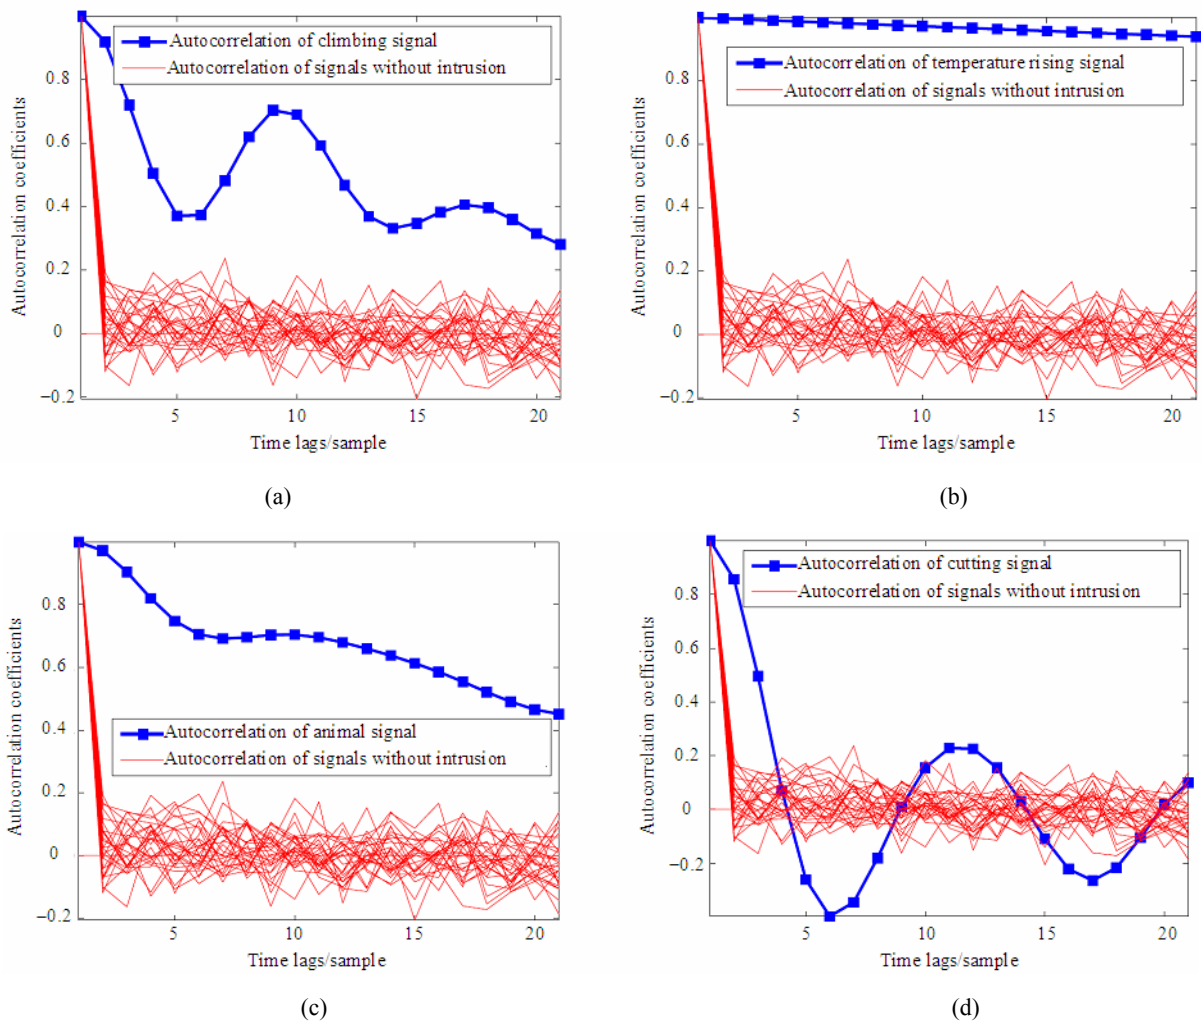 Autocorrelation of climbing signal
Autocorrelation of signals without intrusion
Autocorrelation coefficients
0.8
0.6
0.4
0.2
0
−0.2
5 10 15 20
Time lags/sample
(a)
Autocorrelation of temperature rising signal
Autocorrelation of signals without intrusion
Autocorrelation coefficients
0.8
0.6
0.4
0.2
0
−0.2
5 10 15 20
Time lags/sample
(b)
Autocorrelation of animal signal
Autocorrelation of signals without intrusion
Autocorrelation coefficients
0.8
0.6
0.4
0.2
0
−0.2
5 10 15 20
Time lags/sample
(c)
Autocorrelation of cutting signal
Autocorrelation of signals without intrusion
Autocorrelation coefficients
0.8
0.6
0.4
0.2
0
−0.2
5 10 15 20
Time lags/sample
(d)